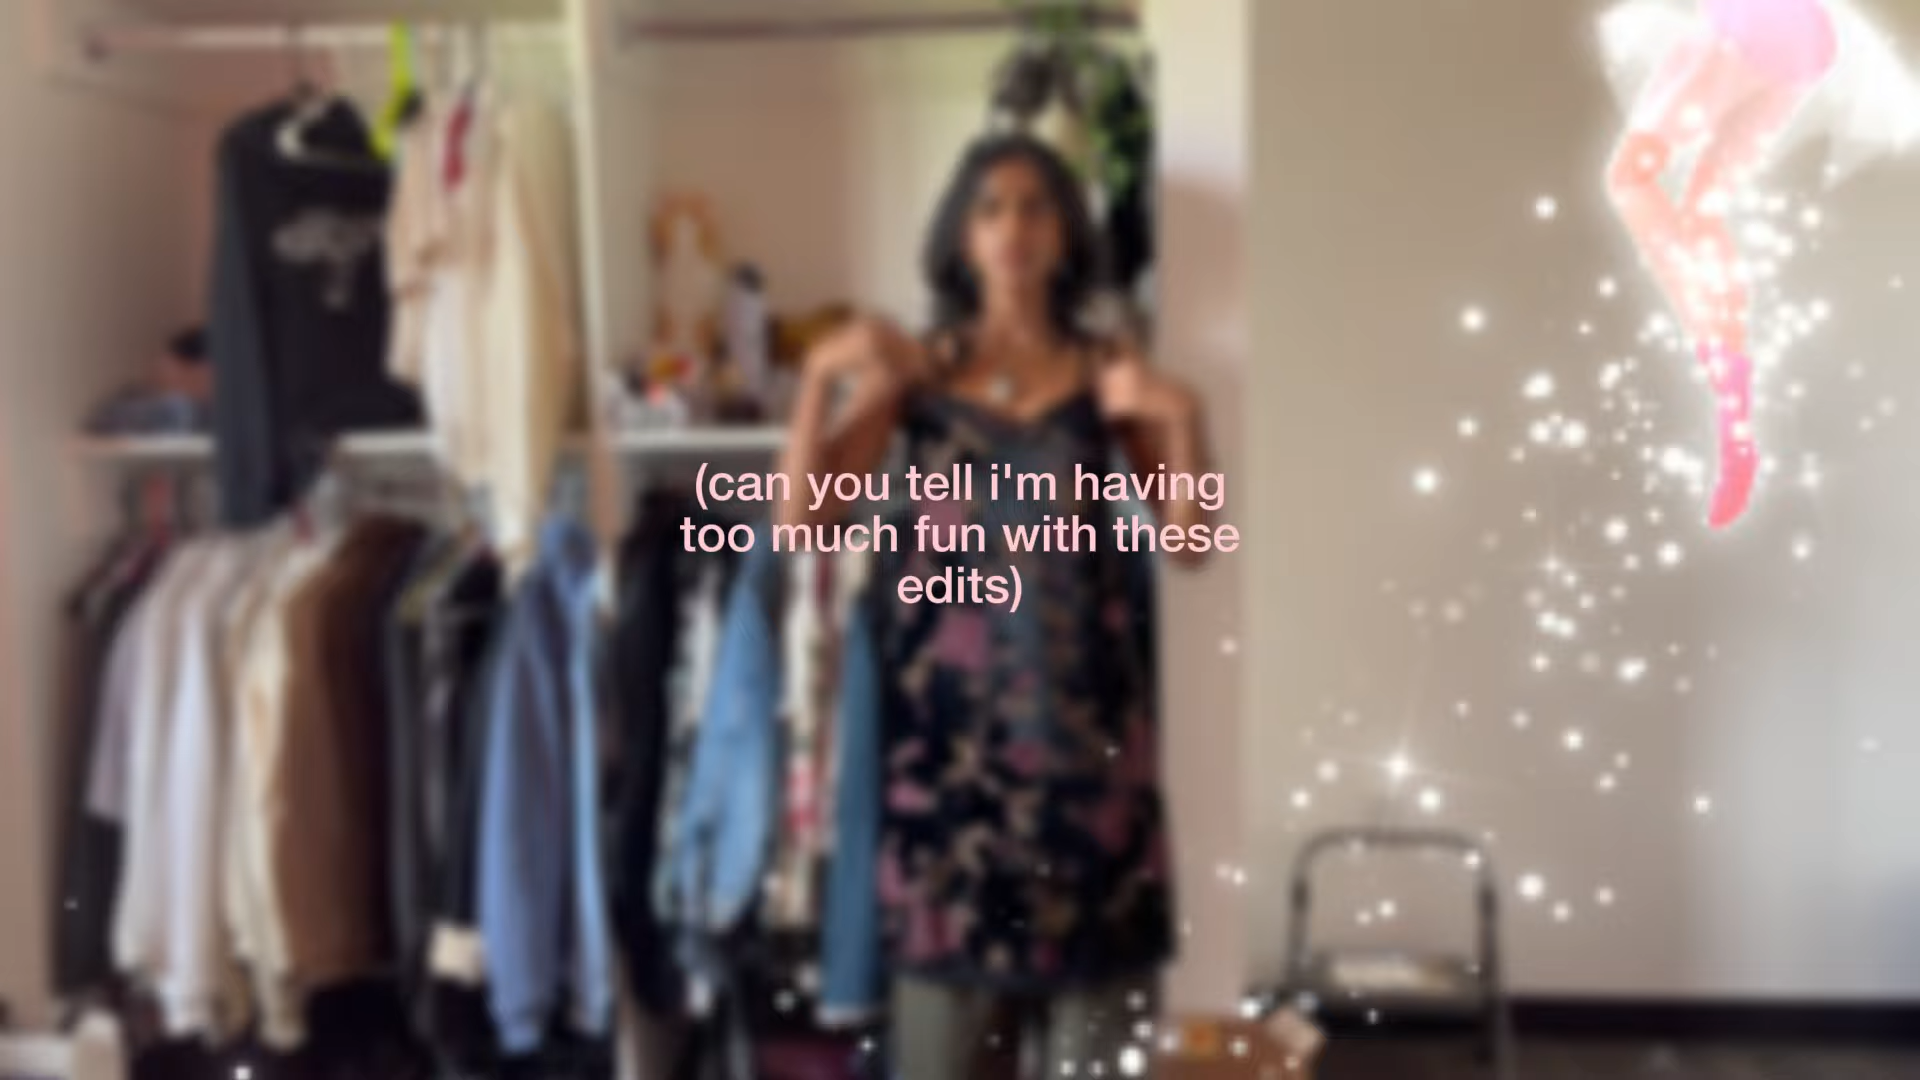 (can you tell i'm having
too much fun with these
edits)